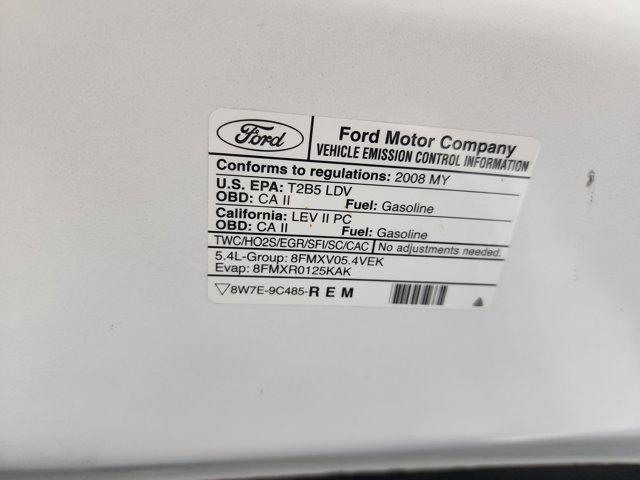 Ford
Ford Motor Company
VEHICLE EMISSION CONTROL INFORMATION
Conforms to regulations: 2008 MY
U.S. EPA: T2B5 LDV
OBD: CA II Fuel: Gasoline
California: LEV II PC
OBD: CA II Fuel: Gasoline
TWC/HO2S/EGR/SFI/SC/CAC No adjustments needed.
5.4L-Group: 8FMXV05.4VEK
Evap: 8FMXR0125KAK
8W7E-9C485-R E M